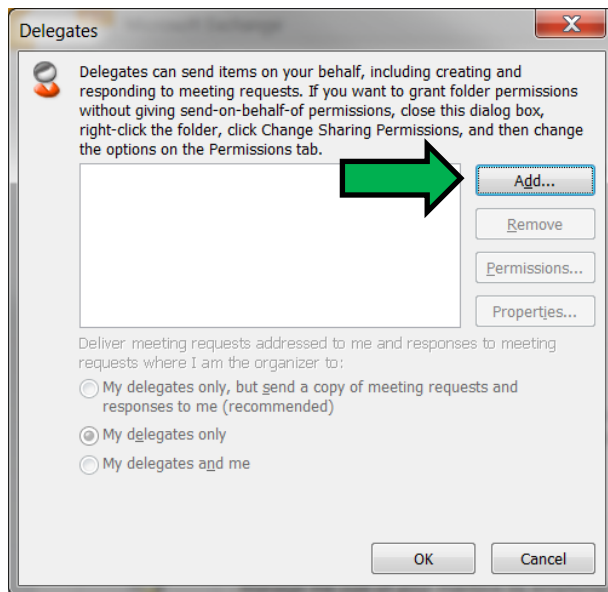 Delegates
Delegates can send items on your behalf, including creating and
responding to meeting requests. If you want to grant folder permissions
without giving send-on-behalf-of permissions, close this dialog box,
right-click the folder, click Change Sharing Permissions, and then change
the options on the Permissions tab.
Add...
Remove
Permissions...
Properties...
Deliver meeting requests addressed to me and responses to meeting
requests where I am the organizer to:
My delegates only, but send a copy of meeting requests and
responses to me (recommended)
My delegates only
My delegates and me
OK
Cancel